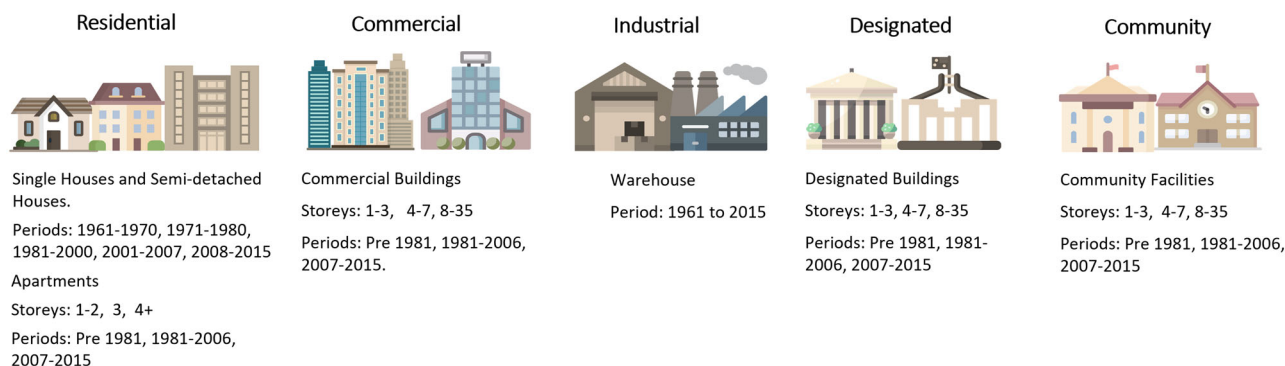 Residential
Single Houses and Semi-detached
Houses.
Periods: 1961-1970, 1971-1980,
1981-2000, 2001-2007, 2008-2015
Apartments
Storeys: 1-2, 3, 4+
Periods: Pre 1981, 1981-2006,
2007-2015
Commercial
Commercial Buildings
Storeys: 1-3, 4-7, 8-35
Periods: Pre 1981, 1981-2006,
2007-2015.
Industrial
Warehouse
Period: 1961 to 2015
Designated
Designated Buildings
Storeys: 1-3, 4-7, 8-35
Periods: Pre 1981, 1981-
2006, 2007-2015
Community
Community Facilities
Storeys: 1-3, 4-7, 8-35
Periods: Pre 1981, 1981-2006,
2007-2015